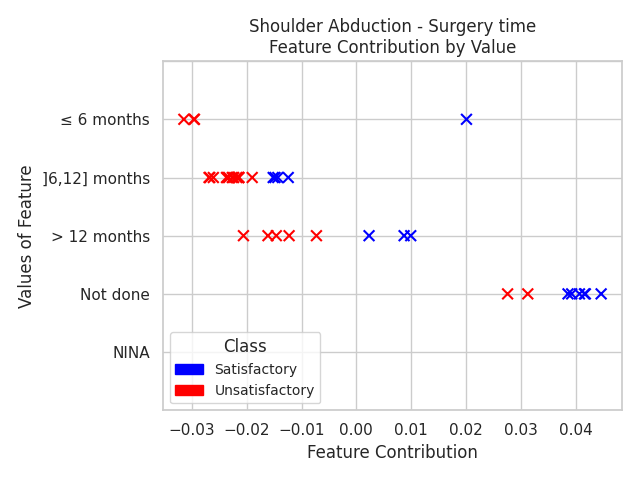 Shoulder Abduction - Surgery time
Feature Contribution by Value
Values of Feature
≤ 6 months
]6,12] months
> 12 months
Not done
NINA
Class
Satisfactory
Unsatisfactory
−0.03 −0.02 −0.01 0.00 0.01 0.02 0.03 0.04
Feature Contribution